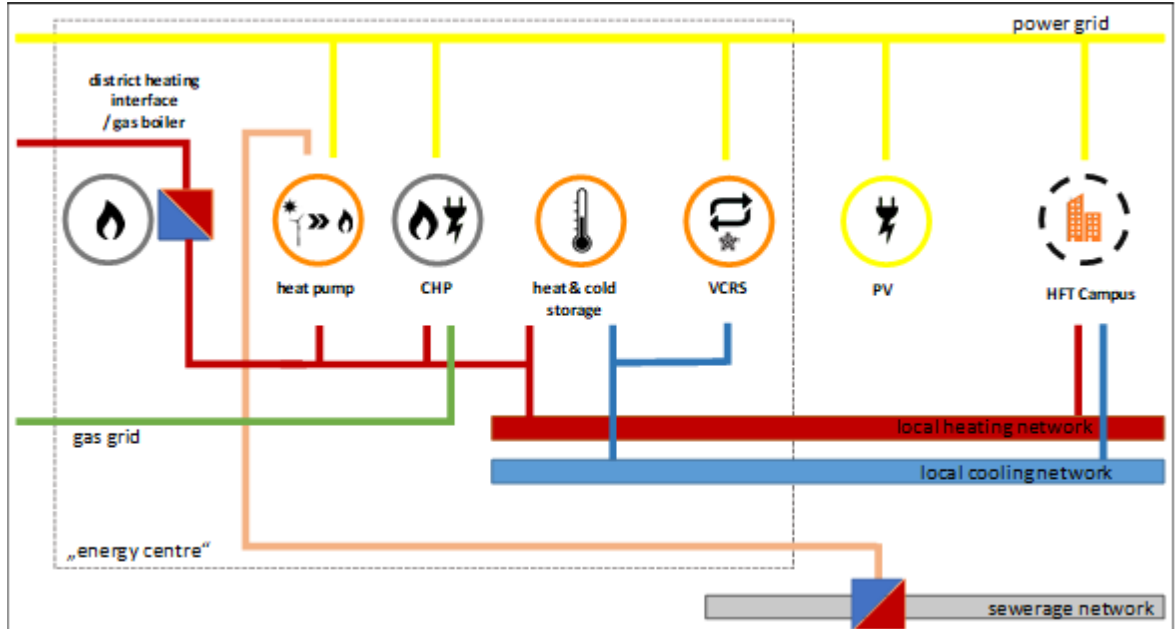 power grid
district heating
interface
/ gas boiler
heat pump
CHP
heat & cold
storage
VCRS
PV
HFT Campus
gas grid
local heating network
local cooling network
„energy centre“
sewerage network